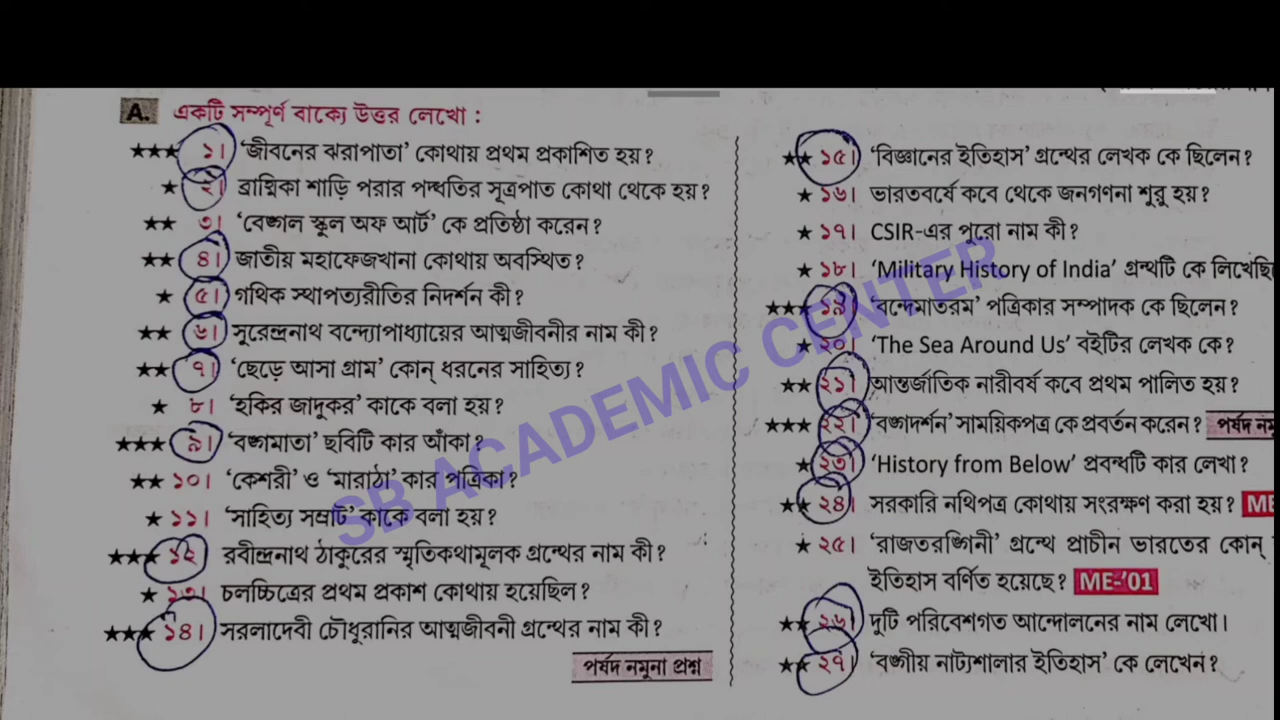 A. একটি সম্পূর্ণ বাক্যে উত্তর লেখো :
★★★ ১। ‘জীবনের ঝরাপাতা’ কোথায় প্রথম প্রকাশিত হয়?
★ ২। ব্রাহ্মিকা শাড়ি পরার পদ্ধতির সূত্রপাত কোথা থেকে হয়?
★★ ৩। ‘বেঙ্গল স্কুল অফ আর্ট’ কে প্রতিষ্ঠা করেন?
★★ ৪। জাতীয় মহাফেজখানা কোথায় অবস্থিত?
★ ৫। গথিক স্থাপত্যরীতির নিদর্শন কী?
★★ ৬। সুরেন্দ্রনাথ বন্দ্যোপাধ্যায়ের আত্মজীবনীর নাম কী?
★★ ৭। ‘ছেড়ে আসা গ্রাম’ কোন্ ধরনের সাহিত্য?
★ ৮। ‘হকির জাদুকর’ কাকে বলা হয়?
★★★ ৯। ‘বঙ্গমাতা’ ছবিটি কার আঁকা?
★★ ১০। ‘কেশরী’ ও ‘মারাঠা’ কার পত্রিকা?
★ ১১। ‘সাহিত্য সম্রাট’ কাকে বলা হয়?
★★★ ১২। রবীন্দ্রনাথ ঠাকুরের স্মৃতিকথামূলক গ্রন্থের নাম কী?
★ ১৩। চলচ্চিত্রের প্রথম প্রকাশ কোথায় হয়েছিল?
★★★ ১৪। সরলাদেবী চৌধুরানির আত্মজীবনী গ্রন্থের নাম কী?
পর্ষদ নমুনা প্রশ্ন
★★ ১৫। ‘বিজ্ঞানের ইতিহাস’ গ্রন্থের লেখক কে ছিলেন?
★ ১৬। ভারতবর্ষে কবে থেকে জনগণনা শুরু হয়?
★ ১৭। CSIR-এর পুরো নাম কী?
★ ১৮। ‘Military History of India’ গ্রন্থটি কে
★★★ ১৯। ‘বন্দেমাতরম’ পত্রিকার সম্পাদক কে ছিলেন?
★ ২০। ‘The Sea Around Us’ বইটির লেখক কে?
★★ ২১। আন্তর্জাতিক নারীবর্ষ কবে প্রথম পালিত হয়?
★★★ ২২। ‘বঙ্গদর্শন’ সাময়িকপত্র কে প্রবর্তন করেন? পর্ষদ
★ ২৩। ‘History from Below’ প্রবন্ধটি কার লেখা?
★★ ২৪। সরকারি নথিপত্র কোথায় সংরক্ষণ করা হয়? ME
★ ২৫। ‘রাজতরঙ্গিনী’ গ্রন্থে প্রাচীন ভারতের কোন্
ইতিহাস বর্ণিত হয়েছে? ME-’01
★★ ২৬। দুটি পরিবেশগত আন্দোলনের নাম লেখো।
★★ ২৭। ‘বঙ্গীয় নাট্যশালার ইতিহাস’ কে লেখেন?
SB ACADEMIC CENTER